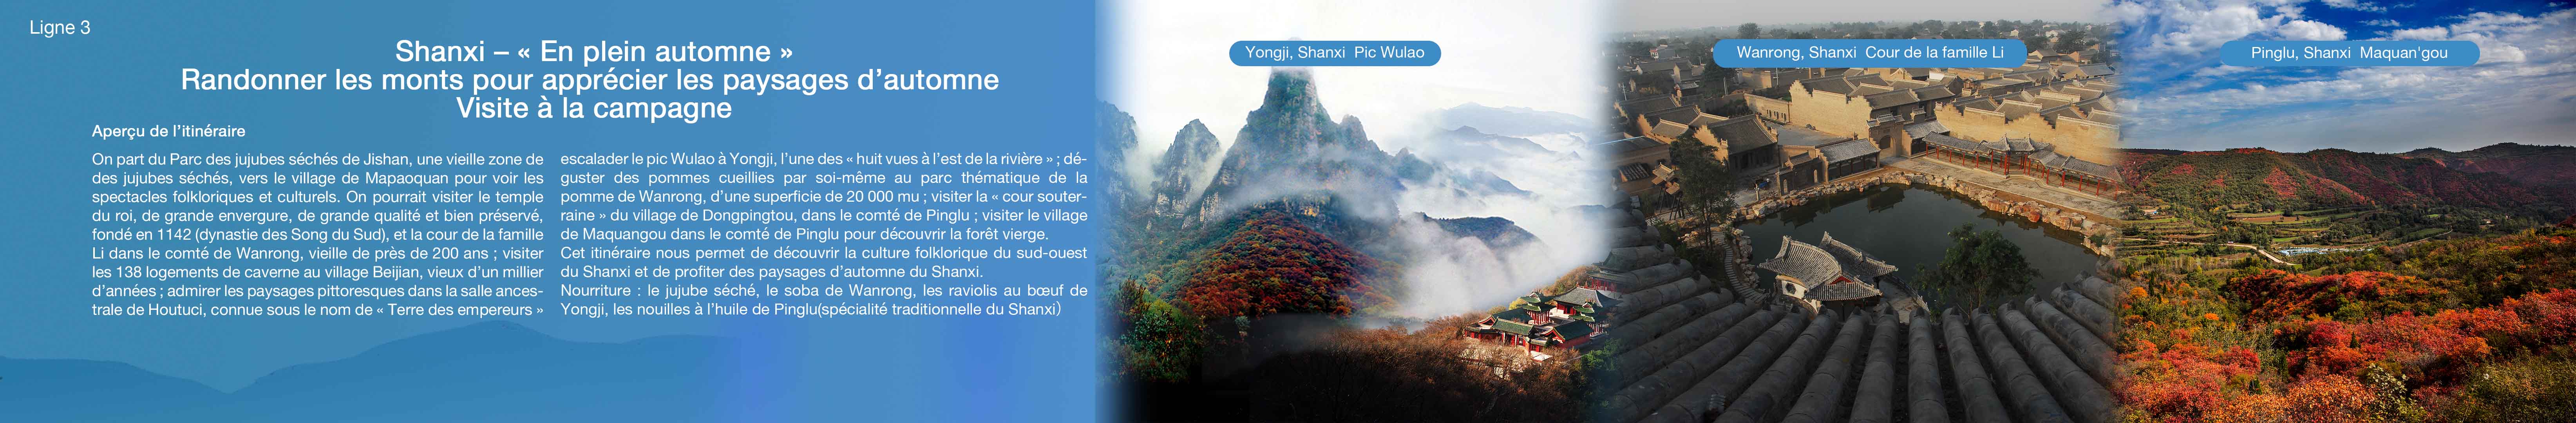 Ligne 3
Shanxi – « En plein automne »
Randonner les monts pour apprécier les paysages d’automne
Visite à la campagne
Aperçu de l’itinéraire
On part du Parc des jujubes séchés de Jishan, une vieille zone de
des jujubes séchés, vers le village de Mapaoquan pour voir les
spectacles folkloriques et culturels. On pourrait visiter le temple
du roi, de grande envergure, de grande qualité et bien préservé,
fondé en 1142 (dynastie des Song du Sud), et la cour de la famille
Li dans le comté de Wanrong, vieille de près de 200 ans ; visiter
les 138 logements de caverne au village Beijian, vieux d’un millier
d’années ; admirer les paysages pittoresques dans la salle ances-
trale de Houtuci, connue sous le nom de « Terre des empereurs »
escalader le pic Wulao à Yongji, l’une des « huit vues à l’est de la rivière » ; dé-
guster des pommes cueillies par soi-même au parc thématique de la
pomme de Wanrong, d’une superficie de 20 000 mu ; visiter la « cour souter-
raine » du village de Dongpingtou, dans le comté de Pinglu ; visiter le village
de Maquangou dans le comté de Pinglu pour découvrir la forêt vierge.
Cet itinéraire nous permet de découvrir la culture folklorique du sud-ouest
du Shanxi et de profiter des paysages d’automne du Shanxi.
Nourriture : le jujube séché, le soba de Wanrong, les raviolis au bœuf de
Yongji, les nouilles à l’huile de Pinglu(spécialité traditionnelle du Shanxi)
Yongji, Shanxi Pic Wulao
Wanrong, Shanxi Cour de la famille Li
Pinglu, Shanxi Maquan'gou